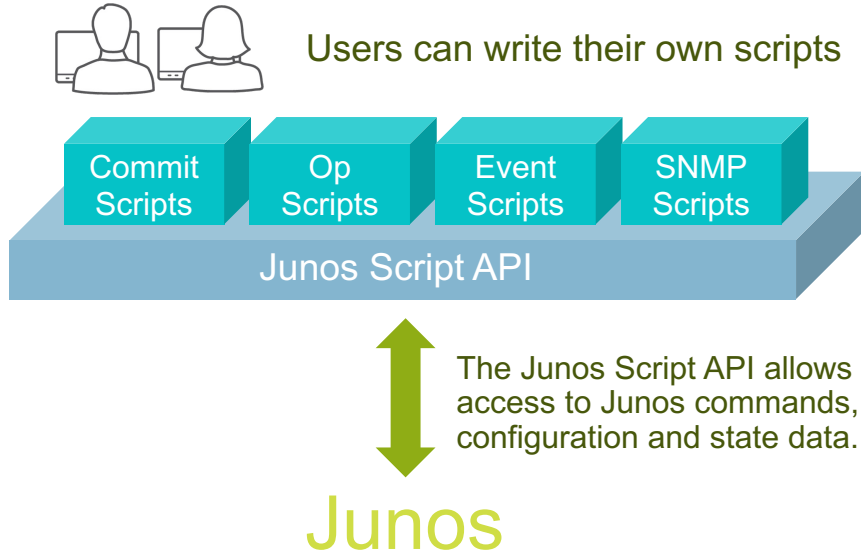 Users can write their own scripts
Commit
Scripts
Op
Scripts
Event
Scripts
SNMP
Scripts
Junos Script API
The Junos Script API allows
access to Junos commands,
configuration and state data.
Junos